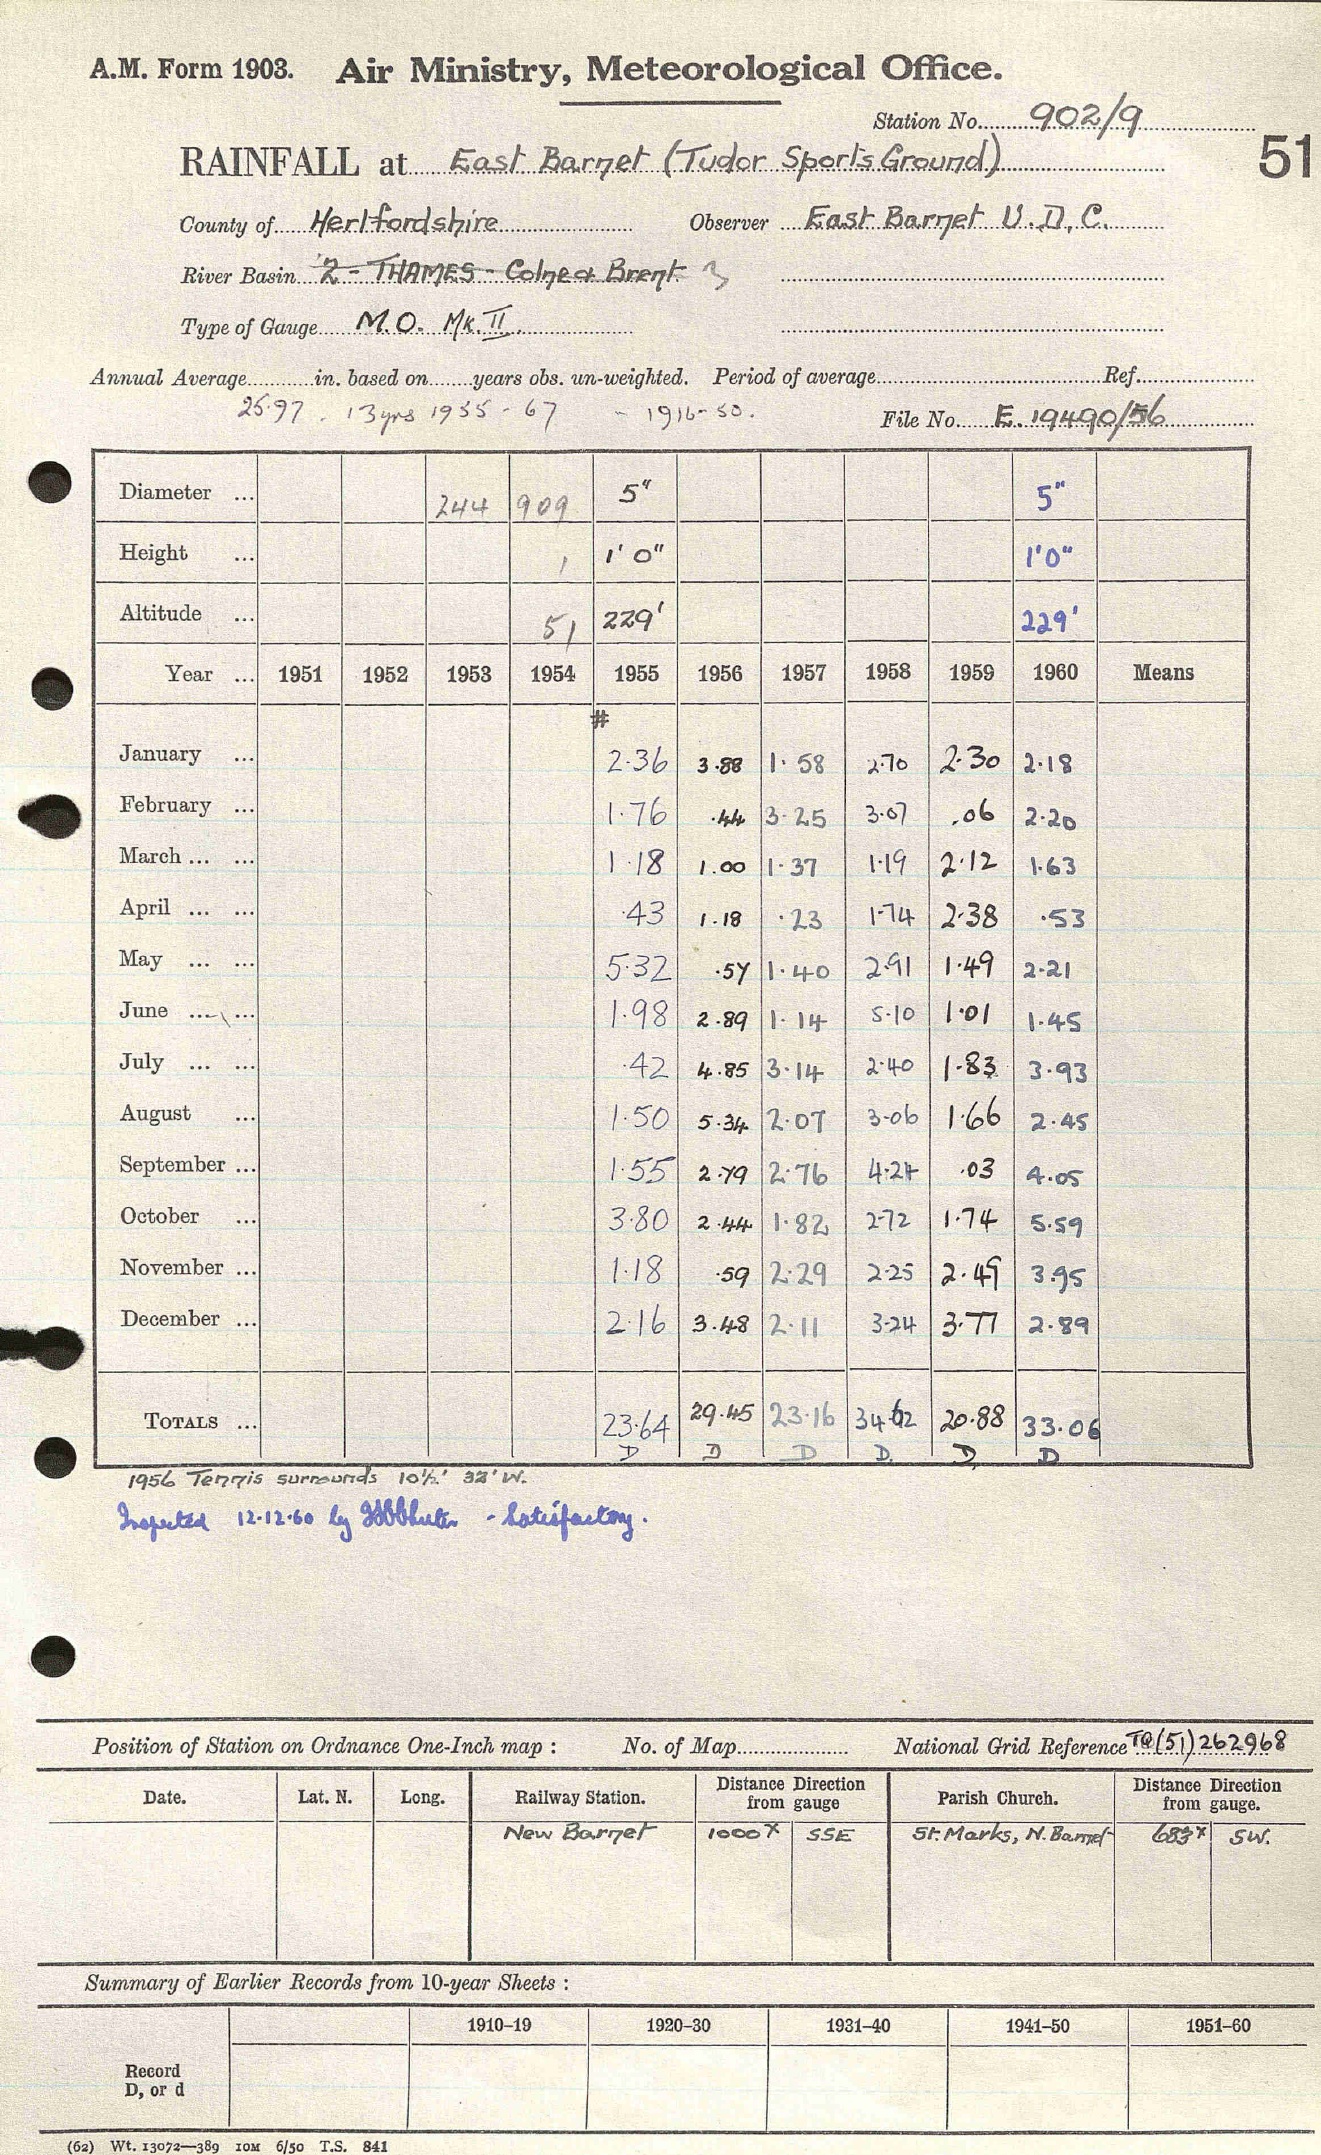 A.M. Form 1903. Air Ministry, Meteorological Office.
Station No. 902/9
51
RAINFALL at East Barnet (Tudor Sports Ground)
County of Hertfordshire Observer East Barnet U.D.C.
River Basin 2 - THAMES - Colne & Brent 3
Type of Gauge M.O. Mk. II.
Annual Average in. based on years obs. un-weighted. Period of average Ref.
25.97 . 13 yrs 1955 - 67 - 1916-50.
File No. E. 19490/56
Diameter ... 244 909 5" 5"
Height ... 1 1' 0" 1'0"
Altitude ... 51 229' 229'
Year ... 1951 1952 1953 1954 1955 1956 1957 1958 1959 1960 Means
#
January ... 2.36 3.88 1.58 2.70 2.30 2.18
February ... 1.76 .44 3.25 3.07 .06 2.20
March ... ... 1.18 1.00 1.37 1.19 2.12 1.63
April ... ... .43 1.18 .23 1.74 2.38 .53
May ... ... 5.32 .57 1.40 2.91 1.49 2.21
June ... ... 1.98 2.89 1.14 5.10 1.01 1.45
July ... ... .42 4.85 3.14 2.40 1.83 3.93
August ... 1.50 5.34 2.07 3.06 1.66 2.45
September ... 1.55 2.79 2.76 4.24 .03 4.05
October ... 3.80 2.44 1.82 2.72 1.74 5.59
November ... 1.18 .59 2.29 2.25 2.49 3.95
December ... 2.16 3.48 2.11 3.24 3.77 2.89
TOTALS ... 23.64 29.45 23.16 34.62 20.88 33.06
D D D D. D, D
1956 Tennis surrounds 10½' 32' W.
Inspected 12.12.60 by - Satisfactory.
Position of Station on Ordnance One-Inch map : No. of Map National Grid Reference TQ(51)262968
Date. Lat. N. Long. Railway Station. Distance Direction from gauge Parish Church. Distance Direction from gauge.
New Barnet 1000x SSE St. Marks, N. Barnet 683x SW.
Summary of Earlier Records from 10-year Sheets :
1910–19 1920–30 1931–40 1941–50 1951–60
Record
D, or d
(62) Wt. 13072—389 10M 6/50 T.S. 841